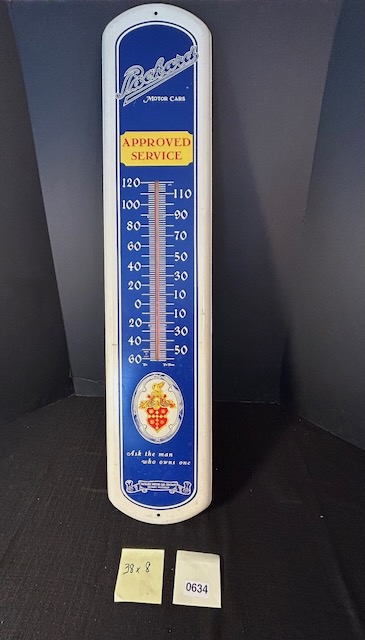 Packard
MOTOR CARS
APPROVED
SERVICE
120
110
100
90
80
70
60
50
40
30
20
10
0
10
20
30
40
50
60
Ask the man
who owns one
38 x 8
0634